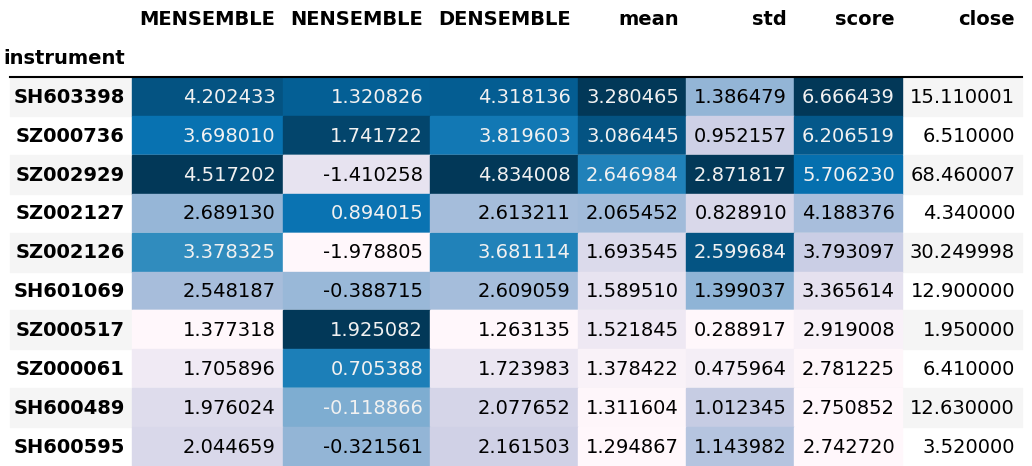 MENSEMBLE NENSEMBLE DENSEMBLE mean std score close
instrument
SH603398 4.202433 1.320826 4.318136 3.280465 1.386479 6.666439 15.110001
SZ000736 3.698010 1.741722 3.819603 3.086445 0.952157 6.206519 6.510000
SZ002929 4.517202 -1.410258 4.834008 2.646984 2.871817 5.706230 68.460007
SZ002127 2.689130 0.894015 2.613211 2.065452 0.828910 4.188376 4.340000
SZ002126 3.378325 -1.978805 3.681114 1.693545 2.599684 3.793097 30.249998
SH601069 2.548187 -0.388715 2.609059 1.589510 1.399037 3.365614 12.900000
SZ000517 1.377318 1.925082 1.263135 1.521845 0.288917 2.919008 1.950000
SZ000061 1.705896 0.705388 1.723983 1.378422 0.475964 2.781225 6.410000
SH600489 1.976024 -0.118866 2.077652 1.311604 1.012345 2.750852 12.630000
SH600595 2.044659 -0.321561 2.161503 1.294867 1.143982 2.742720 3.520000